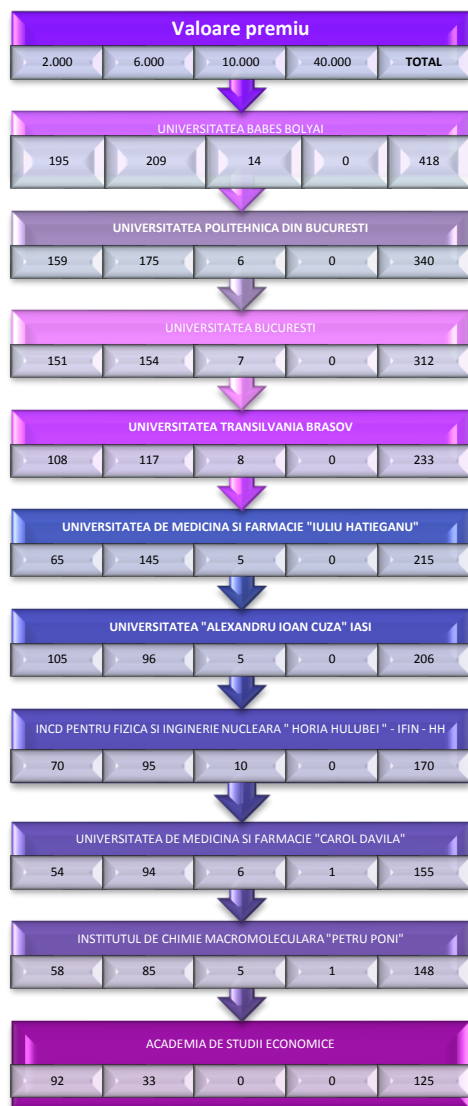 Valoare premiu
2.000 6.000 10.000 40.000 TOTAL
UNIVERSITATEA BABES BOLYAI
195 209 14 0 418
UNIVERSITATEA POLITEHNICA DIN BUCURESTI
159 175 6 0 340
UNIVERSITATEA BUCURESTI
151 154 7 0 312
UNIVERSITATEA TRANSILVANIA BRASOV
108 117 8 0 233
UNIVERSITATEA DE MEDICINA SI FARMACIE "IULIU HATIEGANU"
65 145 5 0 215
UNIVERSITATEA "ALEXANDRU IOAN CUZA" IASI
105 96 5 0 206
INCD PENTRU FIZICA SI INGINERIE NUCLEARA " HORIA HULUBEI " - IFIN - HH
70 95 10 0 170
UNIVERSITATEA DE MEDICINA SI FARMACIE "CAROL DAVILA"
54 94 6 1 155
INSTITUTUL DE CHIMIE MACROMOLECULARA "PETRU PONI"
58 85 5 1 148
ACADEMIA DE STUDII ECONOMICE
92 33 0 0 125